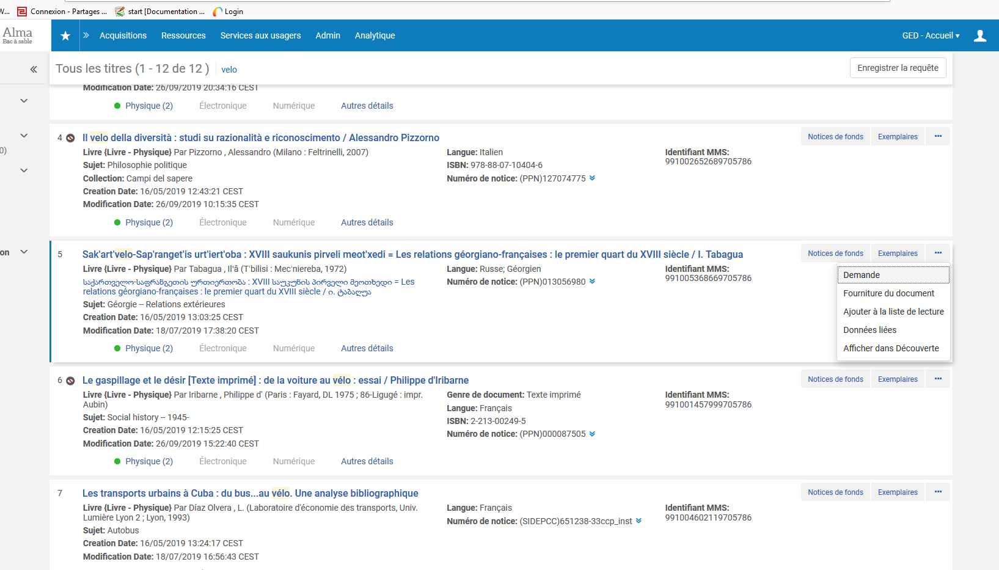 W... Connexion - Partages ... start [Documentation ... Login
Alma
Bac à sable
Acquisitions Ressources Services aux usagers Admin Analytique GED - Accueil
Tous les titres (1 - 12 de 12 ) velo Enregistrer la requête
Modification Date: 26/09/2019 20:34:16 CEST
Physique (2) Électronique Numérique Autres détails
0)
on
4 Il velo della diversità : studi su razionalità e riconoscimento / Alessandro Pizzorno Notices de fonds Exemplaires ...
Livre {Livre - Physique} Par Pizzorno , Alessandro (Milano : Feltrinelli, 2007) Langue: Italien Identifiant MMS:
991002652689705786
Sujet: Philosophie politique ISBN: 978-88-07-10404-6
Collection: Campi del sapere Numéro de notice: (PPN)127074775
Creation Date: 16/05/2019 12:43:21 CEST
Modification Date: 26/09/2019 10:15:35 CEST
Physique (2) Électronique Numérique Autres détails
5 Sak'art'velo-Sap'ranget'is urt'iert'oba : XVIII saukunis pirveli meot'xedi = Les relations géorgiano-françaises : le premier quart du XVIII siècle / I. Tabagua Notices de fonds Exemplaires ...
Livre {Livre - Physique} Par Tabagua , Il'â (T'bilisi : Mec'niereba, 1972) Langue: Russe; Géorgien Identifiant MMS:
991005368669705786
საქართველო-საფრანგეთის ურთიერთობა : XVIII საუკუნის პირველი მეოთხედი = Les Numéro de notice: (PPN)013056980
relations géorgiano-françaises : le premier quart du XVIII siècle / ი. ტაბაღუა
Sujet: Géorgie -- Relations extérieures
Creation Date: 16/05/2019 13:03:25 CEST
Modification Date: 18/07/2019 17:38:20 CEST
Physique (2) Électronique Numérique Autres détails
Demande
Fourniture du document
Ajouter à la liste de lecture
Données liées
Afficher dans Découverte
6 Le gaspillage et le désir [Texte imprimé] : de la voiture au vélo : essai / Philippe d'Iribarne Notices de fonds Exemplaires ...
Livre {Livre - Physique} Par Iribarne , Philippe d' (Paris : Fayard, DL 1975 ; 86-Ligugé : impr. Genre de document: Texte imprimé Identifiant MMS:
Aubin) Langue: Français 991001457999705786
Sujet: Social history -- 1945- ISBN: 2-213-00249-5
Creation Date: 16/05/2019 12:15:25 CEST Numéro de notice: (PPN)000087505
Modification Date: 26/09/2019 15:22:40 CEST
Physique (2) Électronique Numérique Autres détails
7 Les transports urbains à Cuba : du bus...au vélo. Une analyse bibliographique Notices de fonds Exemplaires ...
Livre {Livre - Physique} Par Díaz Olvera , L. (Laboratoire d'économie des transports, Univ. Langue: Français Identifiant MMS:
Lumière Lyon 2 ; Lyon, 1993) Numéro de notice: (SIDEPCC)651238-33ccp_inst 991004602119705786
Sujet: Autobus
Creation Date: 16/05/2019 13:24:17 CEST
Modification Date: 18/07/2019 16:56:43 CEST